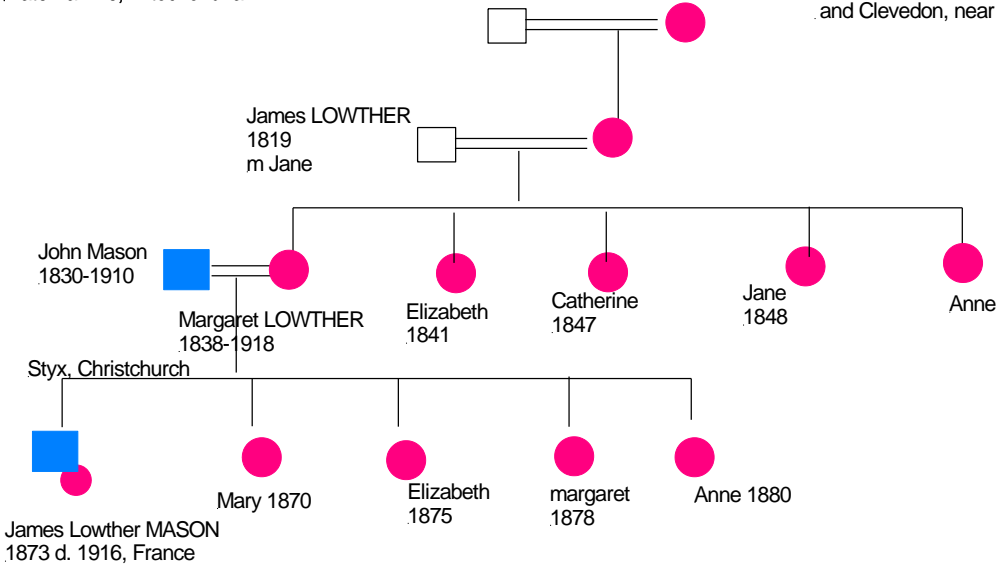 and Clevedon, near
James LOWTHER
1819
m Jane
John Mason
1830-1910
Margaret LOWTHER
1838-1918
Elizabeth
1841
Catherine
1847
Jane
1848
Anne
Styx, Christchurch
James Lowther MASON
1873 d. 1916, France
Mary 1870
Elizabeth
1875
margaret
1878
Anne 1880